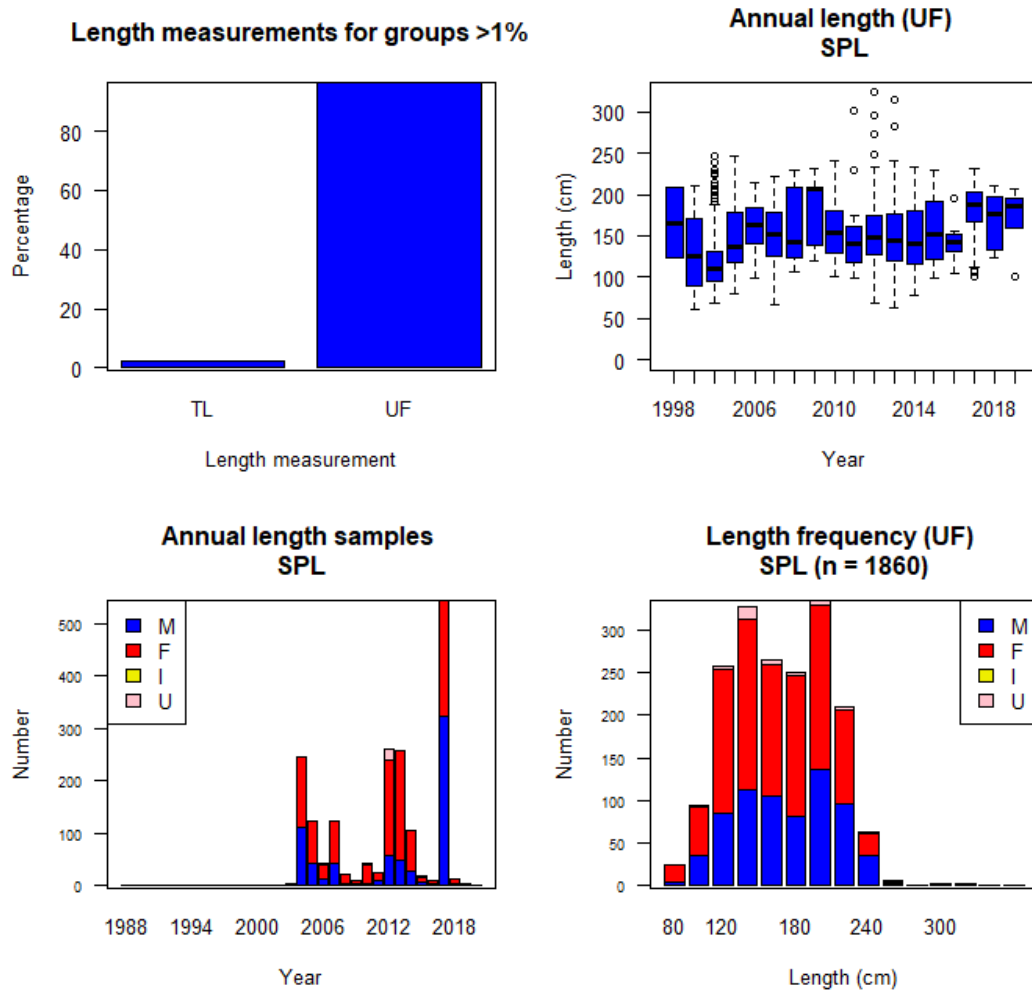 Length measurements for groups >1%
Percentage
0
20
40
60
80
TL UF
Length measurement
Annual length (UF)
SPL
Length (cm)
0
50
100
150
200
250
300
1998 2006 2010 2014 2018
Year
Annual length samples
SPL
Number
0
100
200
300
400
500
M
F
I
U
1988 1994 2000 2006 2012 2018
Year
Length frequency (UF)
SPL (n = 1860)
Number
0
50
100
150
200
250
300
M
F
I
U
80 120 180 240 300
Length (cm)